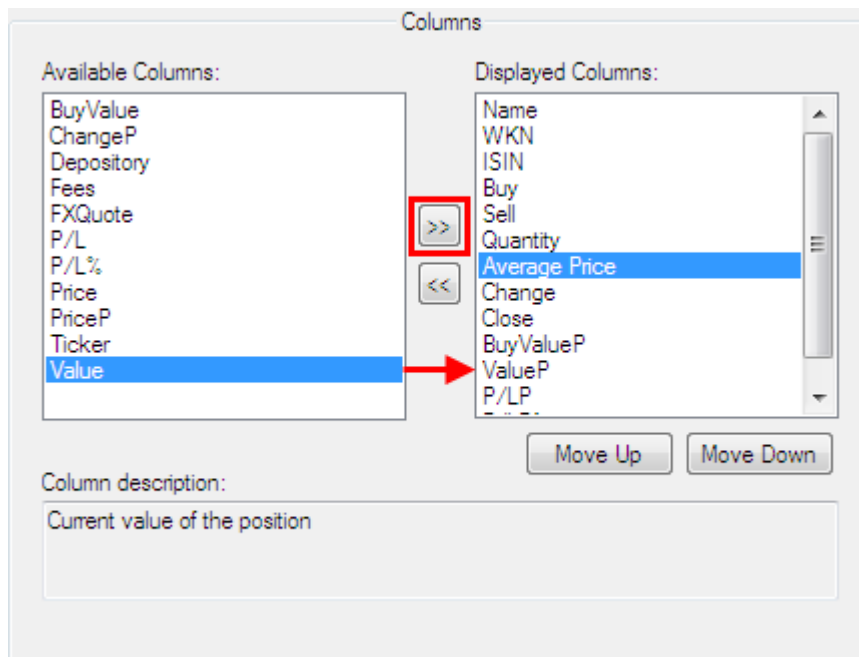 Columns
Available Columns:
BuyValue
ChangeP
Depository
Fees
FXQuote
P/L
P/L%
Price
PriceP
Ticker
Value
>>
<<
Displayed Columns:
Name
WKN
ISIN
Buy
Sell
Quantity
Average Price
Change
Close
BuyValueP
ValueP
P/LP
Move Up
Move Down
Column description:
Current value of the position